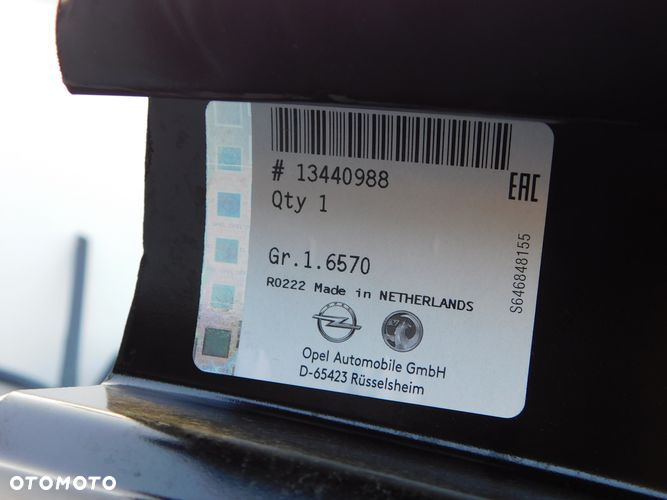 # 13440988
Qty 1
EAC
Gr.1.6570
S646848155
R0222 Made in NETHERLANDS
Opel Automobile GmbH
D-65423 Rüsselsheim
OTOMOTO